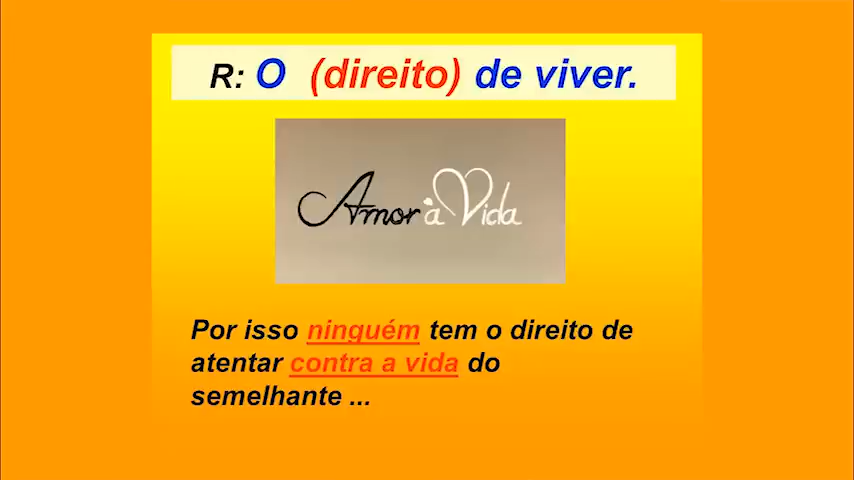 R: O (direito) de viver.
Amor à Vida
Por isso ninguém tem o direito de
atentar contra a vida do
semelhante ...